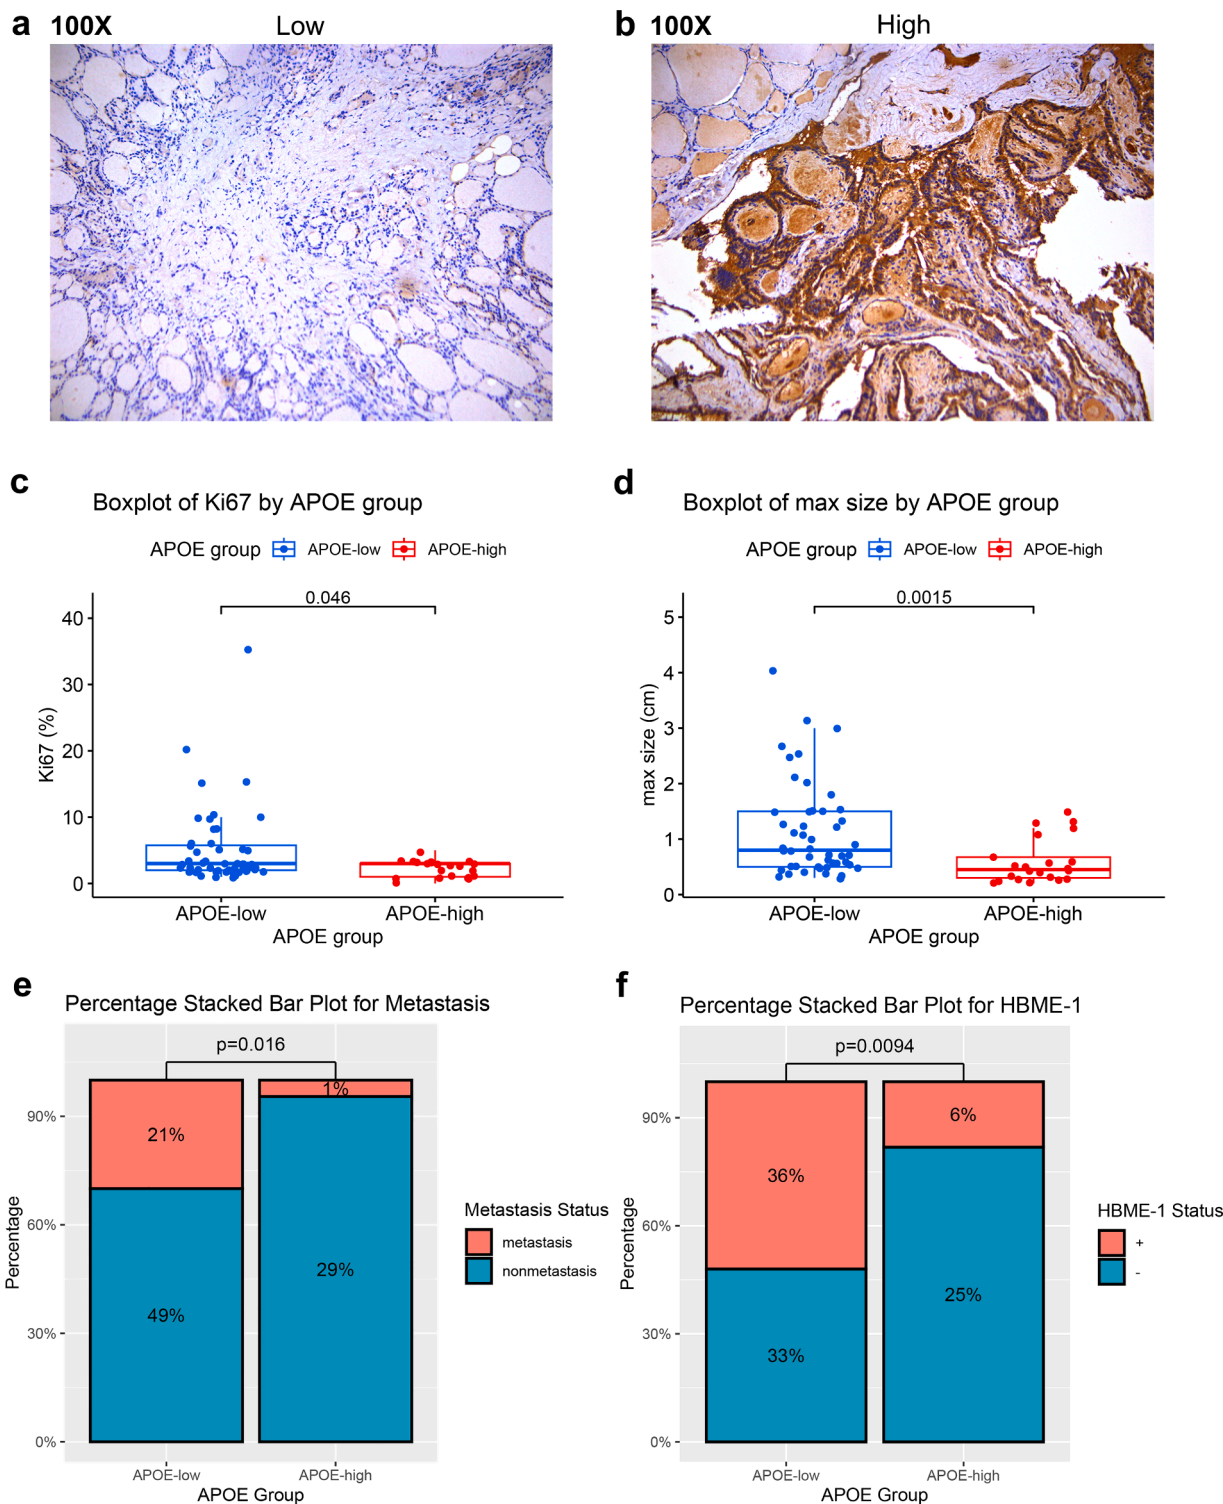 a 100X Low
b 100X High
c
Boxplot of Ki67 by APOE group
APOE group APOE-low APOE-high
0.046
40
30
20
10
0
Ki67 (%)
APOE-low APOE-high
APOE group
d
Boxplot of max size by APOE group
APOE group APOE-low APOE-high
0.0015
5
4
3
2
1
0
max size (cm)
APOE-low APOE-high
APOE group
e
Percentage Stacked Bar Plot for Metastasis
p=0.016
1%
21%
29%
49%
90%
60%
30%
0%
Percentage
APOE-low APOE-high
APOE Group
Metastasis Status
metastasis
nonmetastasis
f
Percentage Stacked Bar Plot for HBME-1
p=0.0094
6%
36%
25%
33%
90%
60%
30%
0%
Percentage
APOE-low APOE-high
APOE Group
HBME-1 Status
+
-